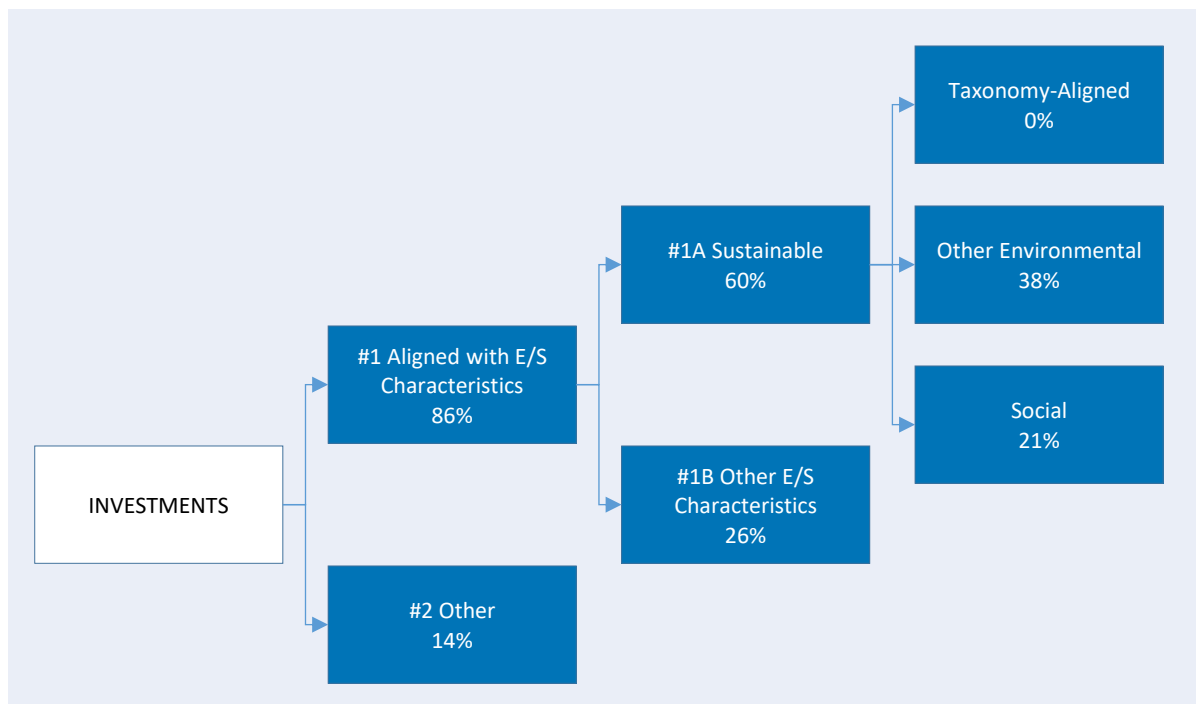 Taxonomy-Aligned
0%
#1A Sustainable
60%
Other Environmental
38%
#1 Aligned with E/S
Characteristics
86%
Social
21%
INVESTMENTS
#1B Other E/S
Characteristics
26%
#2 Other
14%